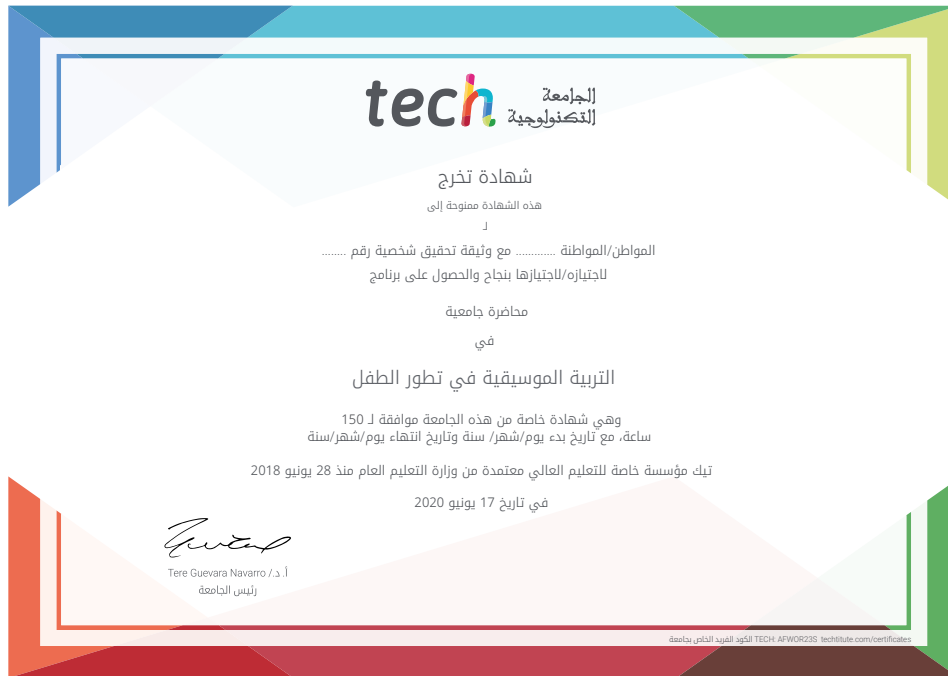 tech الجامعة
التكنولوجية
شهادة تخرج
هذه الشهادة ممنوحة إلى
لـ
المواطن/المواطنة ............. مع وثيقة تحقيق شخصية رقم ........
لاجتيازه/لاجتيازها بنجاح والحصول على برنامج
محاضرة جامعية
في
التربية الموسيقية في تطور الطفل
وهي شهادة خاصة من هذه الجامعة موافقة لـ 150
ساعة، مع تاريخ بدء يوم/شهر/ سنة وتاريخ انتهاء يوم/شهر/سنة
تيك مؤسسة خاصة للتعليم العالي معتمدة من وزارة التعليم العام منذ 28 يونيو 2018
في تاريخ 17 يونيو 2020
أ. د./ Tere Guevara Navarro
رئيس الجامعة
الكود الفريد الخاص بجامعة TECH: AFWOR23S techtitute.com/certificates